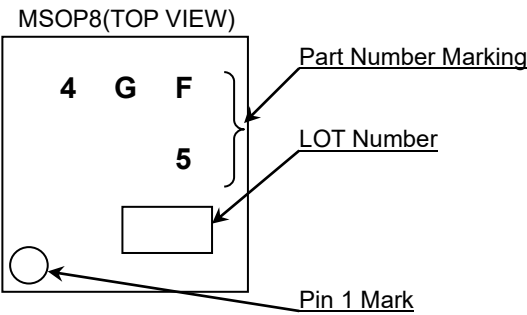 MSOP8(TOP VIEW)
Part Number Marking
4 G F
LOT Number
5
Pin 1 Mark